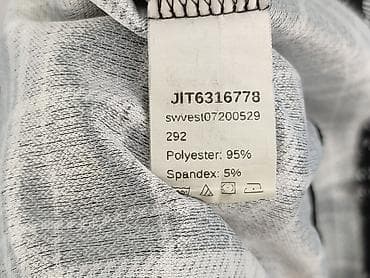 JIT6316778
swvest07200529
292
Polyester: 95%
Spandex: 5%